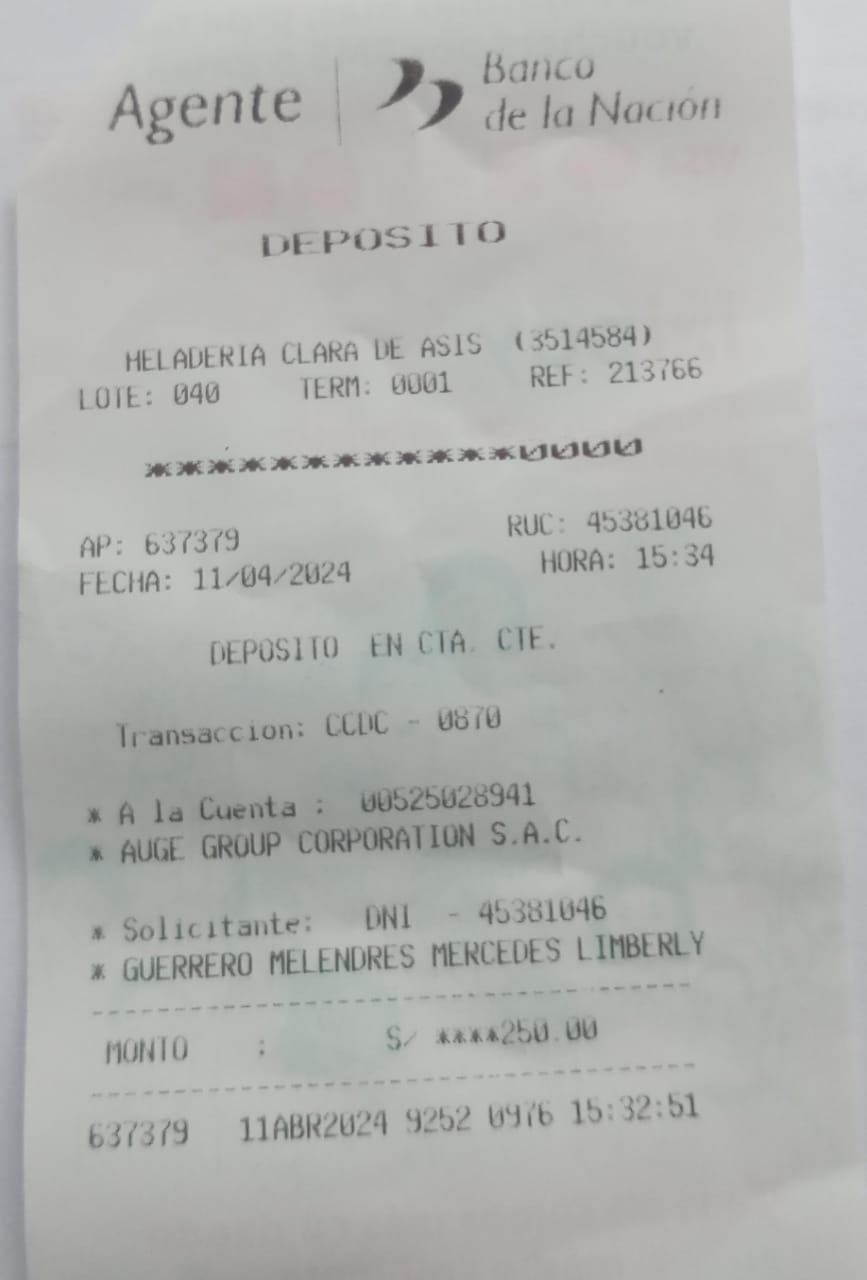 Agente
Banco
de la Nación
DEPOSITO
HELADERIA CLARA DE ASIS (3514584)
LOTE: 040 TERM: 0001 REF: 213766
************0000
AP: 637379 RUC: 45381046
FECHA: 11/04/2024 HORA: 15:34
DEPOSITO EN CTA. CTE.
Transaccion: CCDC - 0870
* A la Cuenta : 00525028941
* AUGE GROUP CORPORATION S.A.C.
* Solicitante: DNI - 45381046
* GUERRERO MELENDRES MERCEDES LIMBERLY
MONTO : S/ ****250.00
637379 11ABR2024 9252 0976 15:32:51